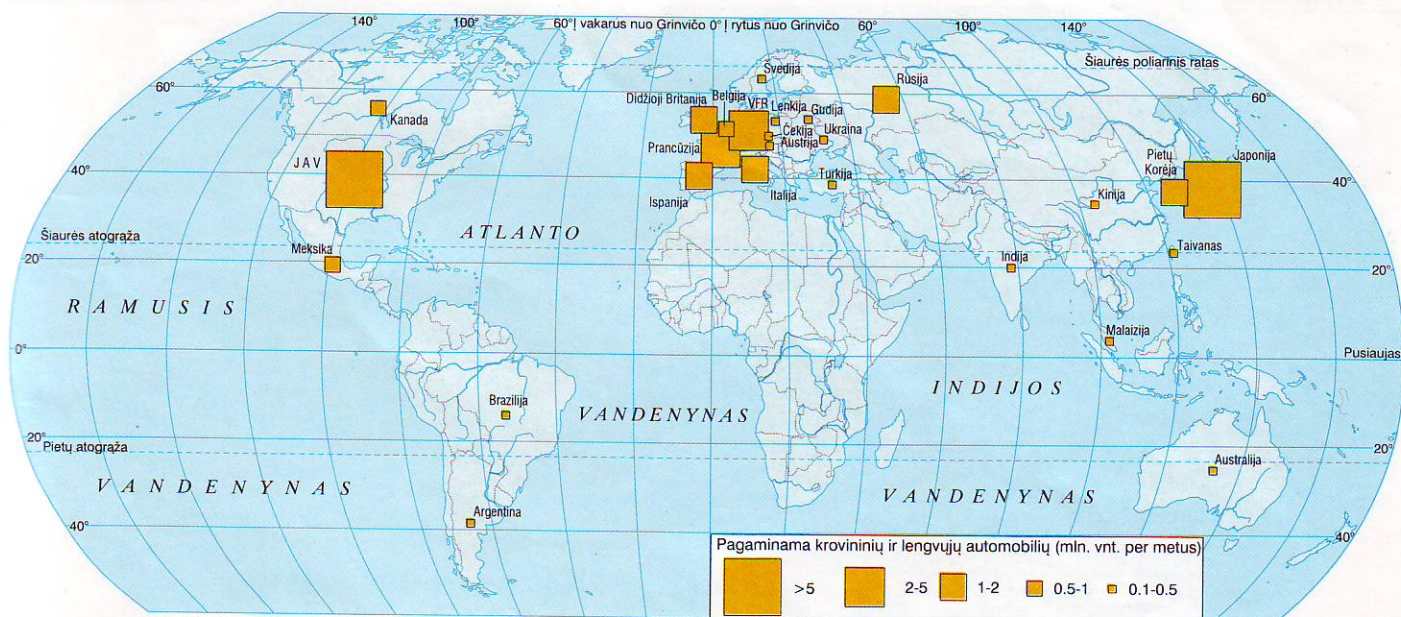 140° 100° 60°| vakarus nuo Grinvičo 0°| rytus nuo Grinvičo 60° 100° 140°
Šiaurės poliarinis ratas
60°
60°
Švedija
Rusija
Didžioji Britanija
Belgija
VFR
Lenkija
Gudija
Kanada
Čekija
Ukraina
Austrija
Prancūzija
JAV
Pietų
Korėja
Japonija
40°
40°
Turkija
Kinija
Ispanija
Italija
Šiaurės atogrąža
ATLANTO
Meksika
Taivanas
20°
Indija
20°
RAMUSIS
Malaizija
0°
Pusiaujas
INDIJOS
Brazilija
VANDENYNAS
20°
Pietų atogrąža
20°
Australija
VANDENYNAS
VANDENYNAS
Argentina
40°
40°
Pagaminama krovininių ir lengvųjų automobilių (mln. vnt. per metus)
>5 2-5 1-2 0.5-1 0.1-0.5